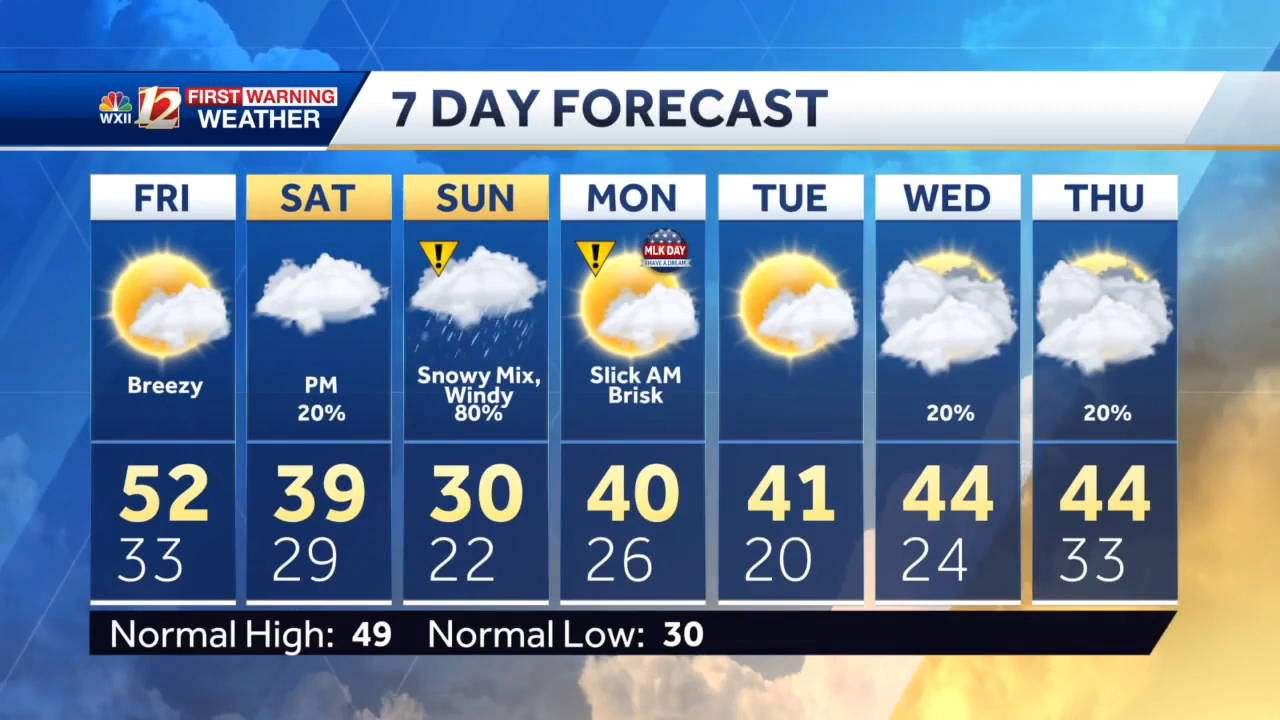 WXII 12 FIRST WARNING
WEATHER
7 DAY FORECAST
FRI
Breezy
52
33
SAT
PM
20%
39
29
SUN
!
Snowy Mix,
Windy
80%
30
22
MON
!
MLK DAY
I HAVE A DREAM
Slick AM
Brisk
40
26
TUE
41
20
WED
20%
44
24
THU
20%
44
33
Normal High: 49 Normal Low: 30